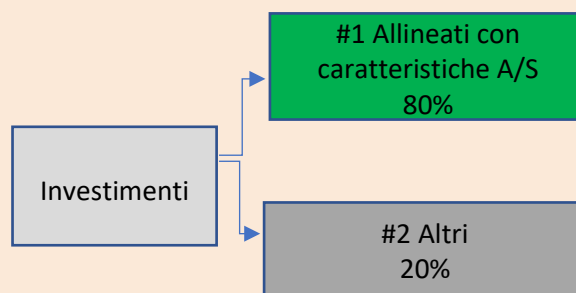 #1 Allineati con
caratteristiche A/S
80%
Investimenti
#2 Altri
20%